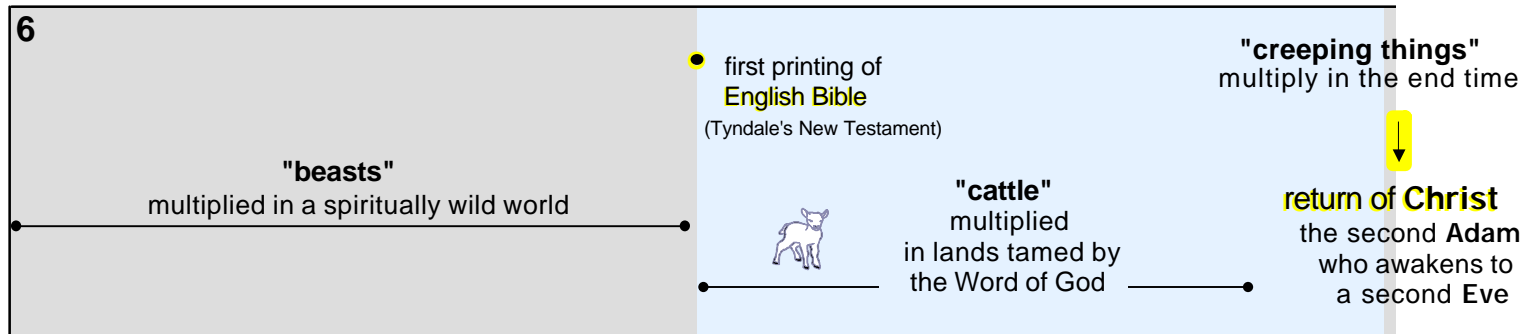 6
first printing of
English Bible
(Tyndale's New Testament)
"creeping things"
multiply in the end time
"beasts"
multiplied in a spiritually wild world
"cattle"
multiplied
in lands tamed by
the Word of God
return of Christ
the second Adam
who awakens to
a second Eve